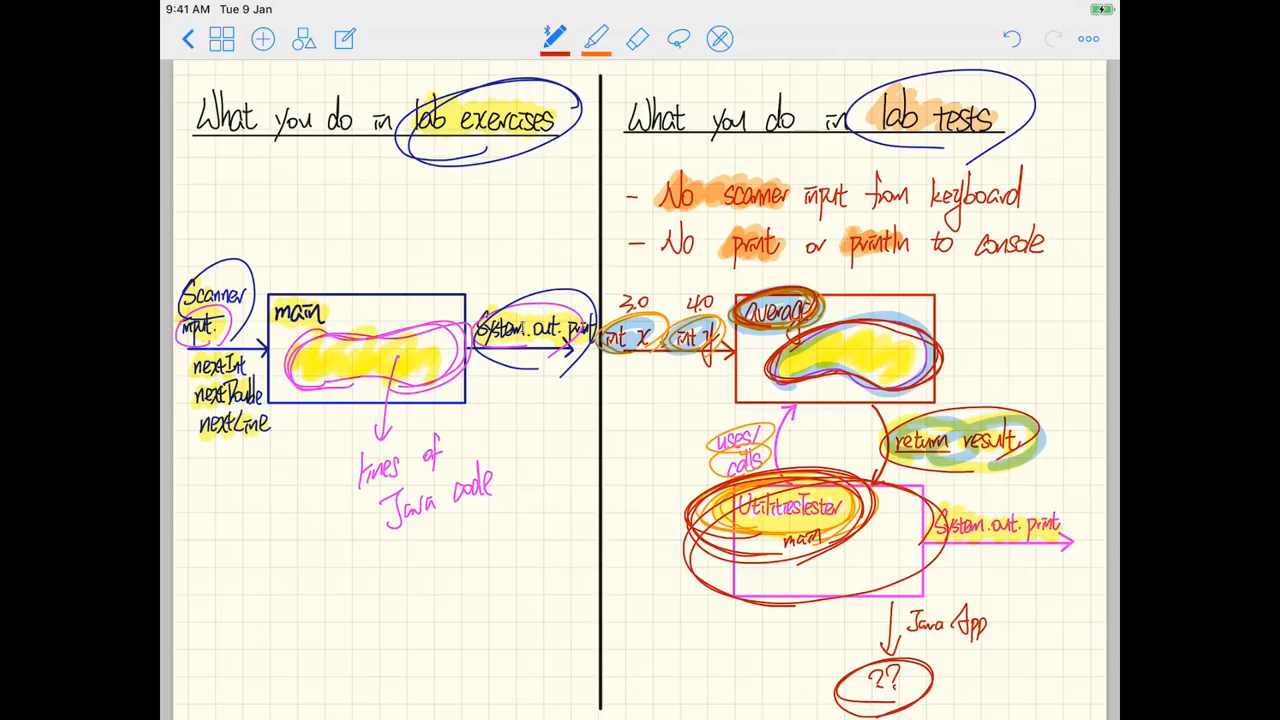 9:41 AM Tue 9 Jan
What you do in lab exercises
Scanner
input.
nextInt
nextDouble
nextLine
main
System.out.print
lines of
Java code
What you do in lab tests
- No scanner input from keyboard
- No print or println to console
3.0 4.0
int x, int y
average
uses/
calls
return result
UtilitiesTester
main
System.out.print
Java App
??